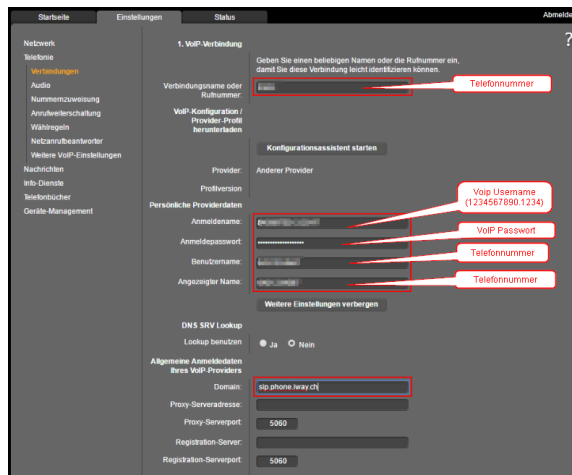 Startseite Einstellungen Status Abmelde
?
Netzwerk
Telefonie
Verbindungen
Audio
Nummernzuweisung
Anrufweiterschaltung
Wählregeln
Netzanrufbeantworter
Weitere VoIP-Einstellungen
Nachrichten
Info-Dienste
Telefonbücher
Geräte-Management
1. VoIP-Verbindung
Geben Sie einen beliebigen Namen oder die Rufnummer ein,
damit Sie diese Verbindung leicht identifizieren können.
Verbindungsname oder
Rufnummer:
Telefonnummer
VoIP-Konfiguration /
Provider-Profil
herunterladen
Konfigurationsassistent starten
Provider: Anderer Provider
Profilversion
Persönliche Providerdaten
Voip Username
(1234567890.1234)
Anmeldename:
VoIP Passwort
Anmeldepasswort:
Telefonnummer
Benutzername:
Telefonnummer
Angezeigter Name:
Weitere Einstellungen verbergen
DNS SRV Lookup
Lookup benutzen Ja Nein
Allgemeine Anmeldedaten
Ihres VoIP-Providers
Domain: sip.phone.iway.ch
Proxy-Serveradresse:
Proxy-Serverport: 5060
Registration-Server:
Registration-Serverport: 5060